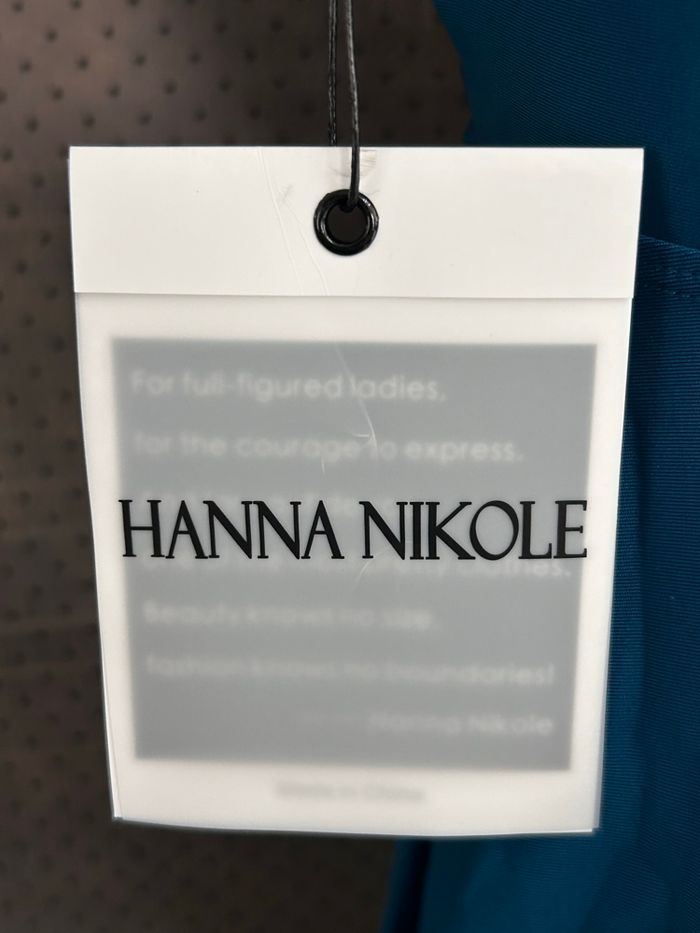 For full-figured ladies,
for the courage to express.
HANNA NIKOLE
clothes.
Beauty knows no size,
fashion knows no boundaries!
Hanna Nikole
Made in China